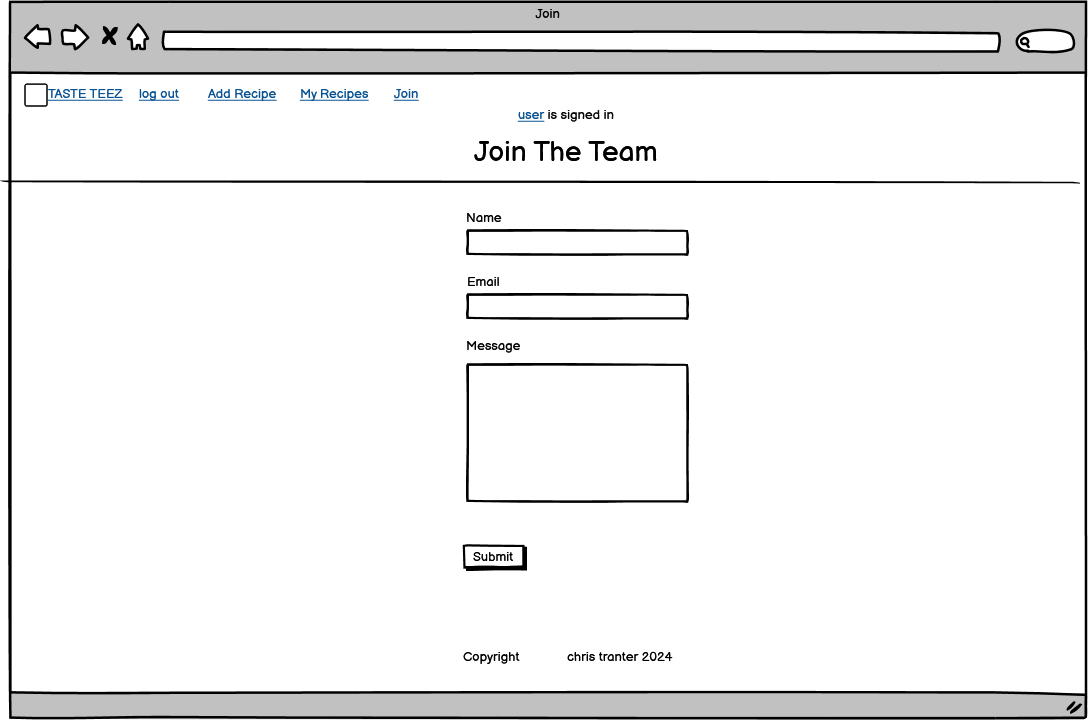 Join
TASTE TEEZ log out Add Recipe My Recipes Join
user is signed in
Join The Team
Name
Email
Message
Submit
Copyright chris tranter 2024